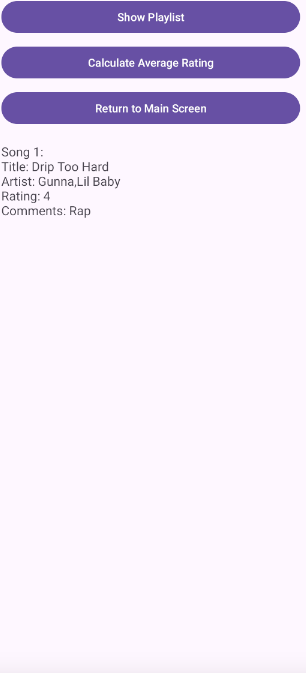 Show Playlist
Calculate Average Rating
Return to Main Screen
Song 1:
Title: Drip Too Hard
Artist: Gunna,Lil Baby
Rating: 4
Comments: Rap